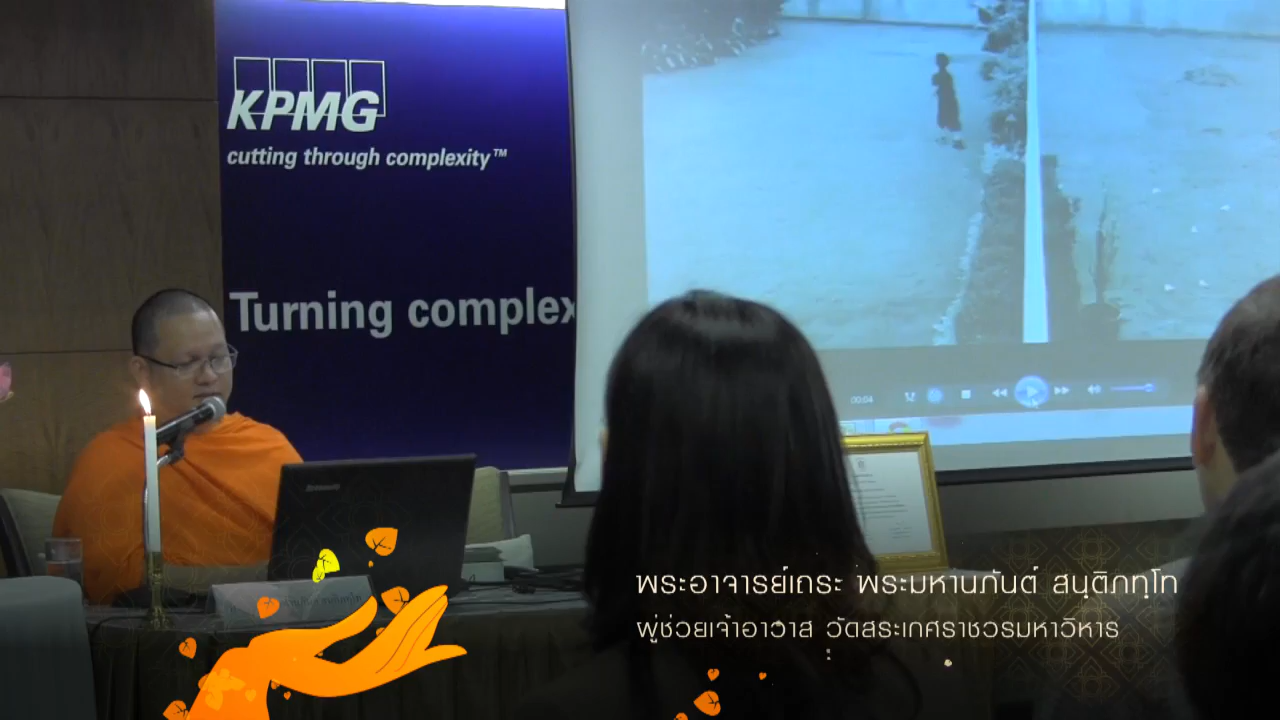 KPMG
cutting through complexity™
Turning complex
00:04
lenovo
พระอาจารย์เถระ พระมหานภันต์ สนฺติภทฺโท
ผู้ช่วยเจ้าอาวาส วัดสระเกศราชวรมหาวิหาร